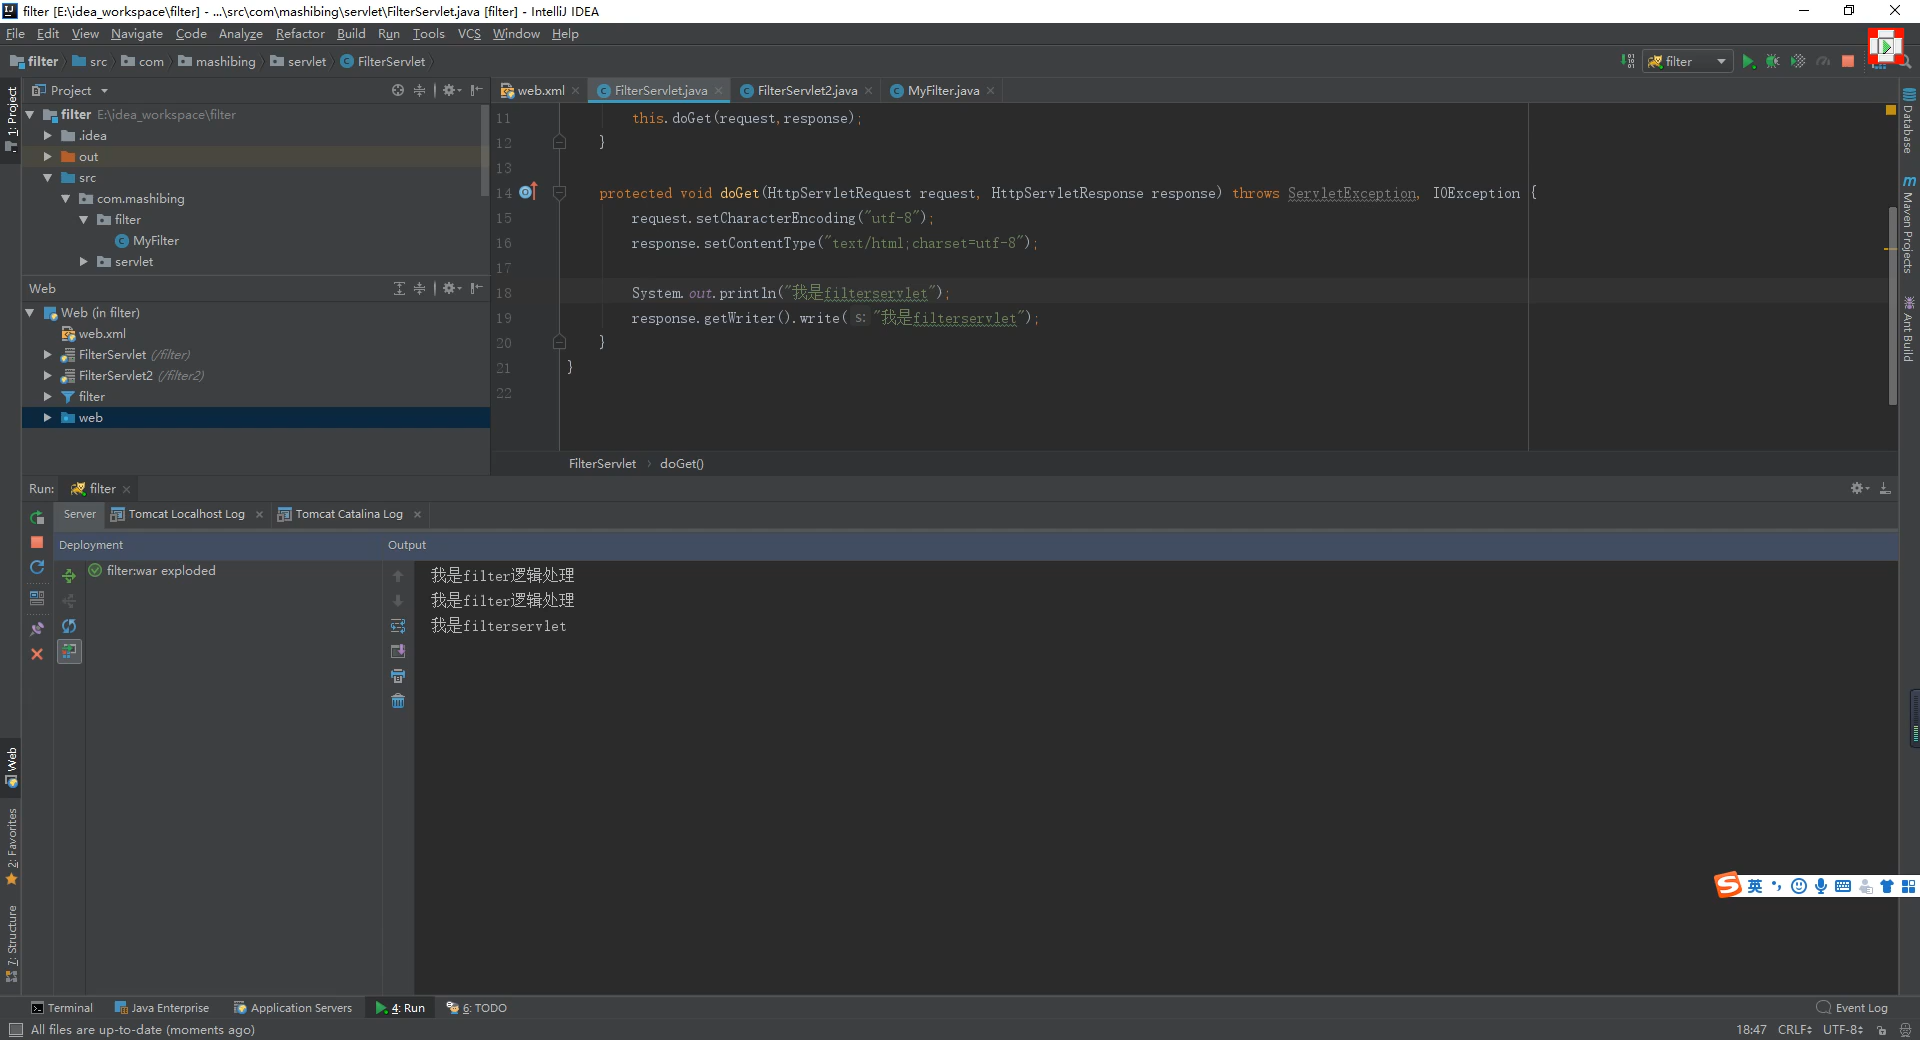 filter [E:\idea_workspace\filter] - ...\src\com\mashibing\servlet\FilterServlet.java [filter] - IntelliJ IDEA
File Edit View Navigate Code Analyze Refactor Build Run Tools VCS Window Help
filter src com mashibing servlet FilterServlet
filter
1: Project
Project
filter E:\idea_workspace\filter
.idea
out
src
com.mashibing
filter
MyFilter
servlet
Web
Web (in filter)
web.xml
FilterServlet (/filter)
FilterServlet2 (/filter2)
filter
web
web.xml FilterServlet.java FilterServlet2.java MyFilter.java
11 this.doGet(request,response);
12 }
13
14 protected void doGet(HttpServletRequest request, HttpServletResponse response) throws ServletException, IOException {
15 request.setCharacterEncoding("utf-8");
16 response.setContentType("text/html;charset=utf-8");
17
18 System.out.println("我是filterservlet");
19 response.getWriter().write( s: "我是filterservlet");
20 }
21 }
22
FilterServlet › doGet()
Database
Maven Projects
Ant Build
Run: filter
Server Tomcat Localhost Log Tomcat Catalina Log
Deployment Output
filter:war exploded
我是filter逻辑处理
我是filter逻辑处理
我是filterservlet
Web
2: Favorites
7: Structure
英
Terminal Java Enterprise Application Servers 4: Run 6: TODO Event Log
All files are up-to-date (moments ago) 18:47 CRLF UTF-8